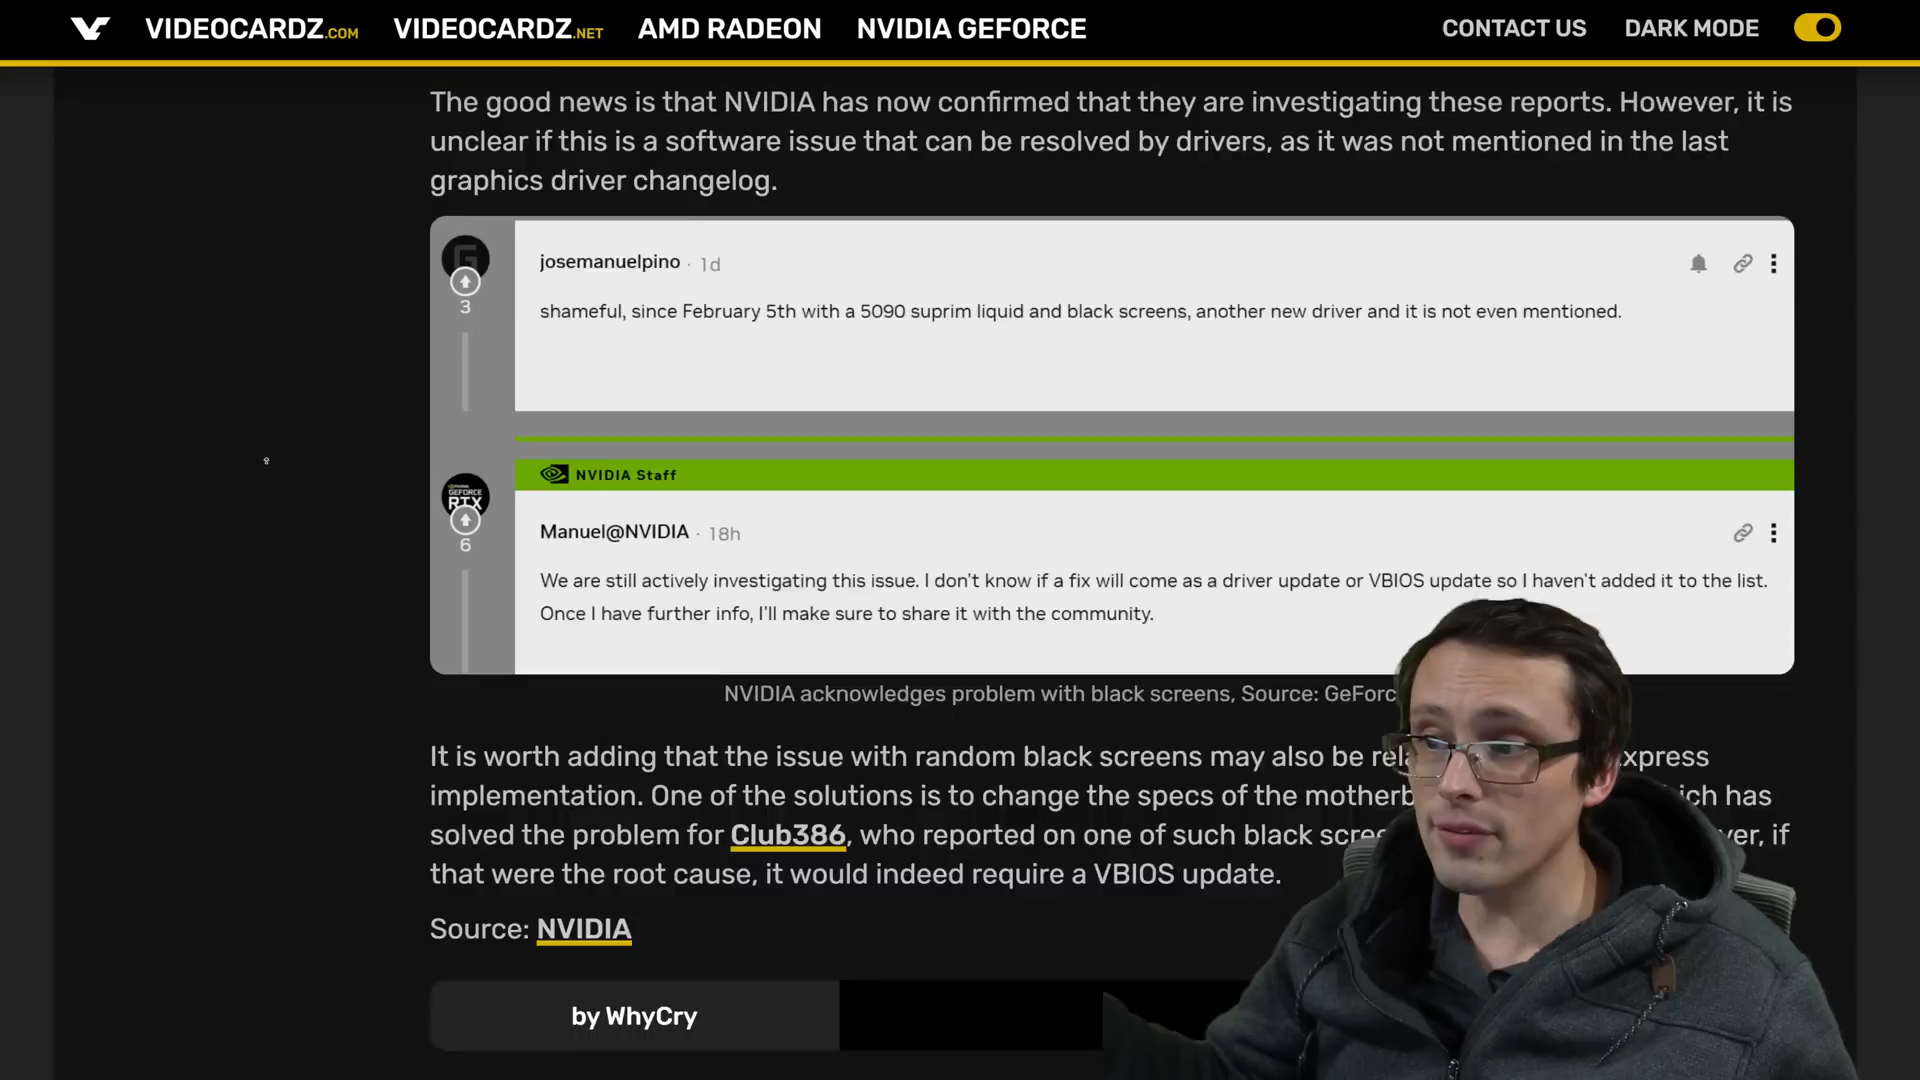 VIDEOCARDZ.COM VIDEOCARDZ.NET AMD RADEON NVIDIA GEFORCE CONTACT US DARK MODE
The good news is that NVIDIA has now confirmed that they are investigating these reports. However, it is
unclear if this is a software issue that can be resolved by drivers, as it was not mentioned in the last
graphics driver changelog.
josemanuelpino · 1d
3
shameful, since February 5th with a 5090 suprim liquid and black screens, another new driver and it is not even mentioned.
NVIDIA Staff
GEFORCE
RTX
Manuel@NVIDIA · 18h
6
We are still actively investigating this issue. I don't know if a fix will come as a driver update or VBIOS update so I haven't added it to the list.
Once I have further info, I'll make sure to share it with the community.
NVIDIA acknowledges problem with black screens, Source: GeForc
It is worth adding that the issue with random black screens may also be rel xpress
implementation. One of the solutions is to change the specs of the motherb ich has
solved the problem for Club386, who reported on one of such black scre ver, if
that were the root cause, it would indeed require a VBIOS update.
Source: NVIDIA
by WhyCry